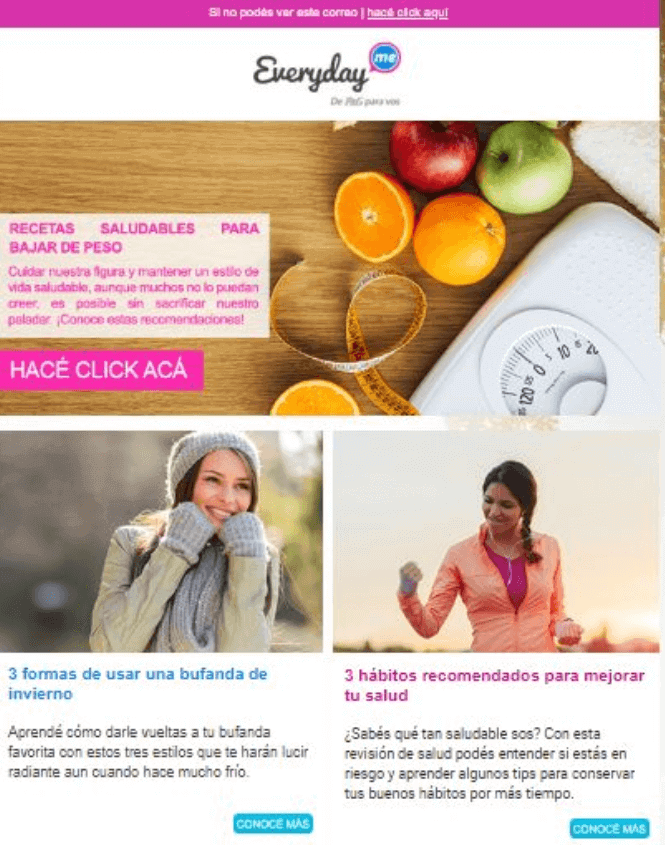 Si no podés ver este correo | hacé click aquí
Everyday me
De P&G para vos
RECETAS SALUDABLES PARA
BAJAR DE PESO
Cuidar nuestra figura y mantener un estilo de
vida saludable, aunque muchos no lo puedan
creer, es posible sin sacrificar nuestro
paladar. ¡Conoce estas recomendaciones!
HACÉ CLICK ACÁ
120
0
10
20
3 formas de usar una bufanda de
invierno
Aprendé cómo darle vueltas a tu bufanda
favorita con estos tres estilos que te harán lucir
radiante aun cuando hace mucho frío.
CONOCÉ MÁS
3 hábitos recomendados para mejorar
tu salud
¿Sabés qué tan saludable sos? Con esta
revisión de salud podés entender si estás en
riesgo y aprender algunos tips para conservar
tus buenos hábitos por más tiempo.
CONOCÉ MÁS